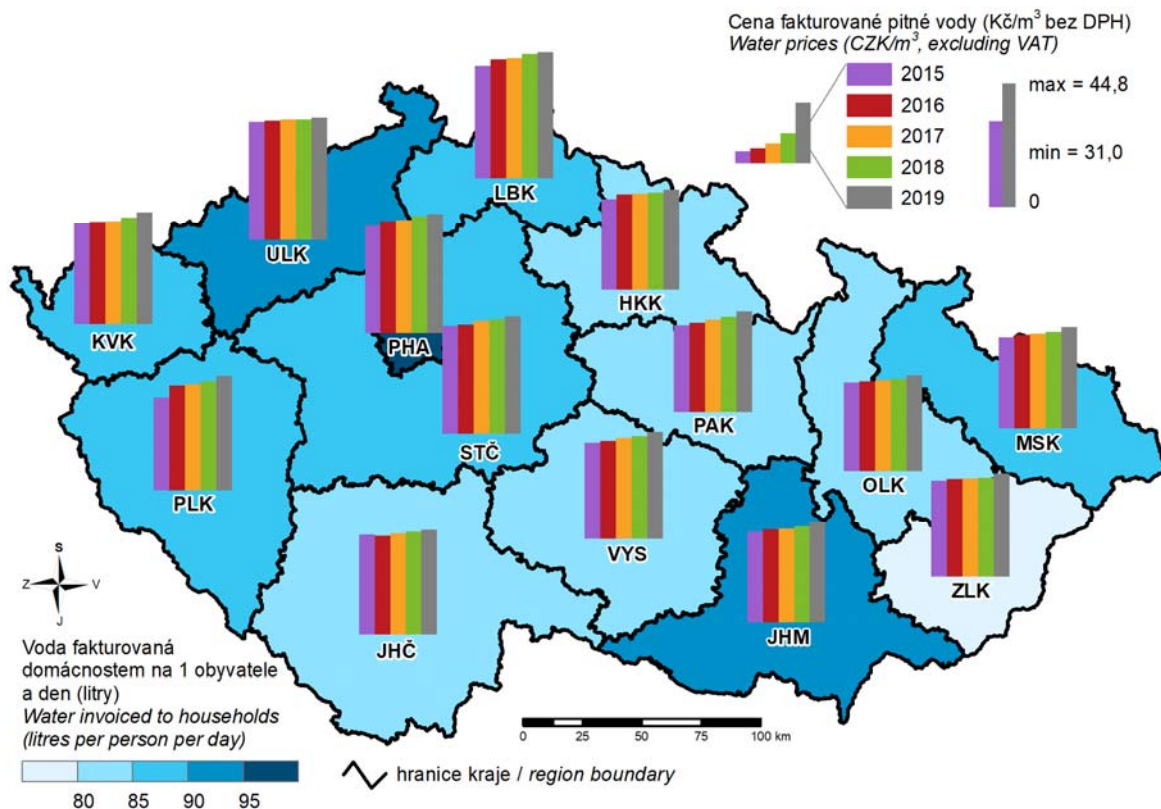 Cena fakturované pitné vody (Kč/m³ bez DPH)
Water prices (CZK/m³, excluding VAT)
2015
2016
2017
2018
2019
max = 44,8
min = 31,0
0
LBK
ULK
HKK
KVK
PHA
PAK
STČ
MSK
OLK
PLK
VYS
ZLK
JHM
JHČ
S
Z
V
J
Voda fakturovaná
domácnostem na 1 obyvatele
a den (litry)
Water invoiced to households
(litres per person per day)
80 85 90 95
0 25 50 75 100 km
hranice kraje / region boundary